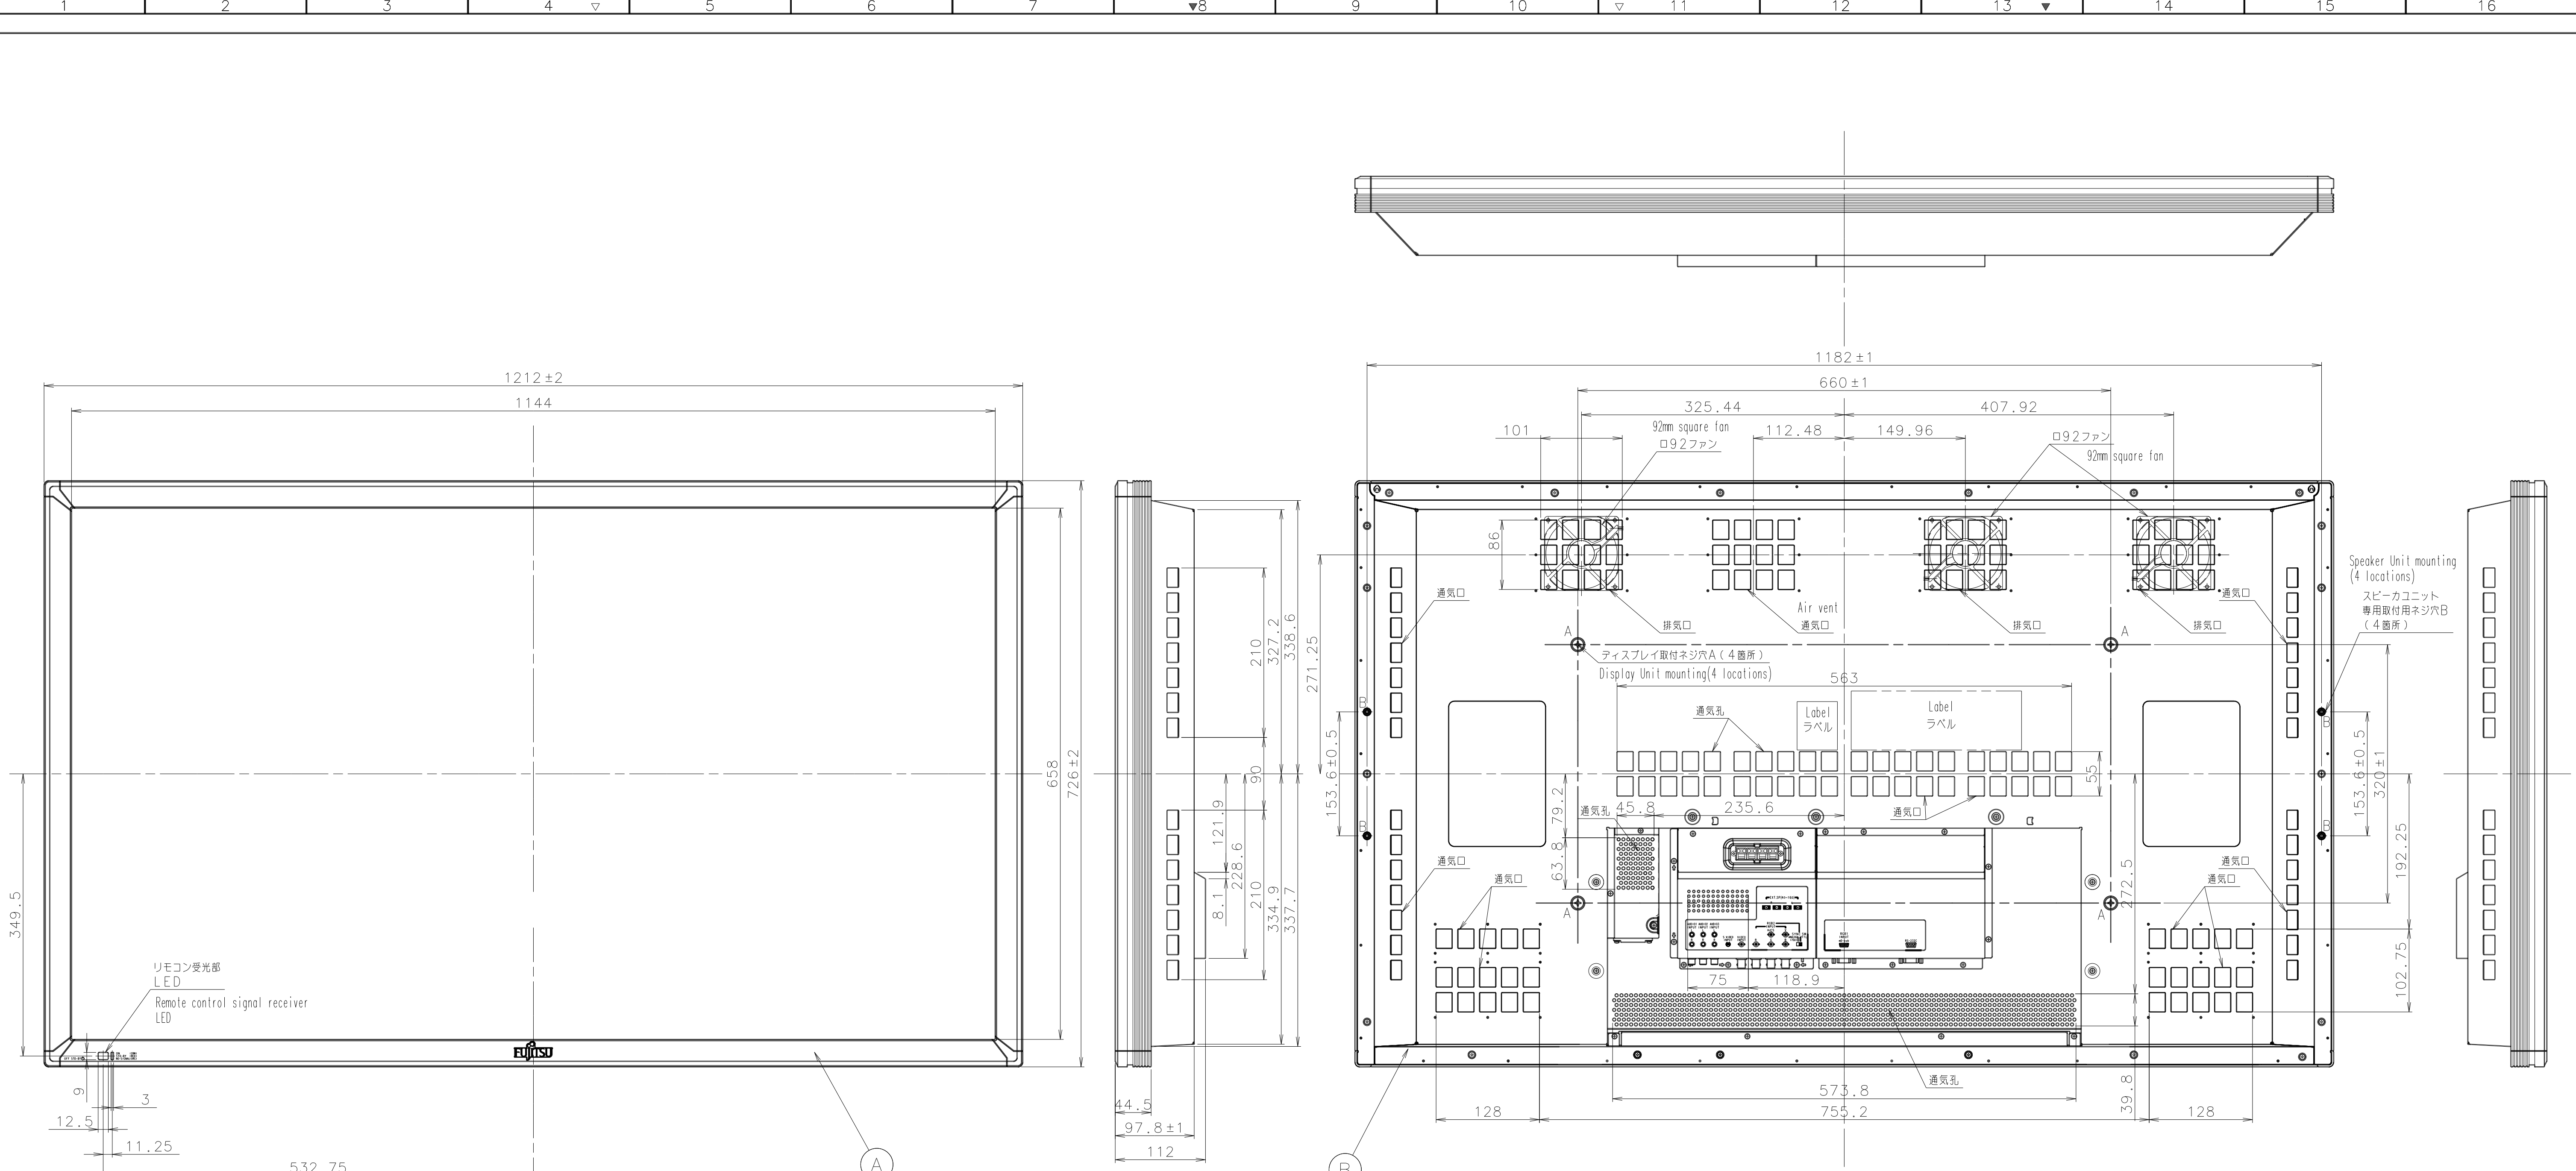 1 2 3 4 5 6 7 8 9 10 11 12 13 14 15 16
1182±1
660±1
325.44
407.92
101
92mm square fan
□92ファン
112.48
149.96
□92ファン
92mm square fan
1212±2
1144
658
726±2
349.5
リモコン受光部
LED
Remote control signal receiver
LED
FUJITSU
9
3
12.5
11.25
532.75
A
210
327.2
338.6
90
121.9
228.6
8.1
210
334.9
337.7
44.5
97.8±1
112
86
271.25
153.6±0.5
通気口
排気口
Air vent
通気口
排気口
排気口
通気口
Speaker Unit mounting
(4 locations)
スピーカユニット
専用取付用ネジ穴B
(4箇所)
A
A
ディスプレイ取付ネジ穴A(4箇所)
Display Unit mounting(4 locations)
563
B
B
通気孔
Label
ラベル
Label
ラベル
55
153.6±0.5
320±1
79.2
通気孔
45.8
235.6
通気口
B
B
63.8
272.5
192.25
通気口
通気口
通気口
通気口
A
A
75
118.9
102.75
通気孔
573.8
39.8
128
755.2
128
B